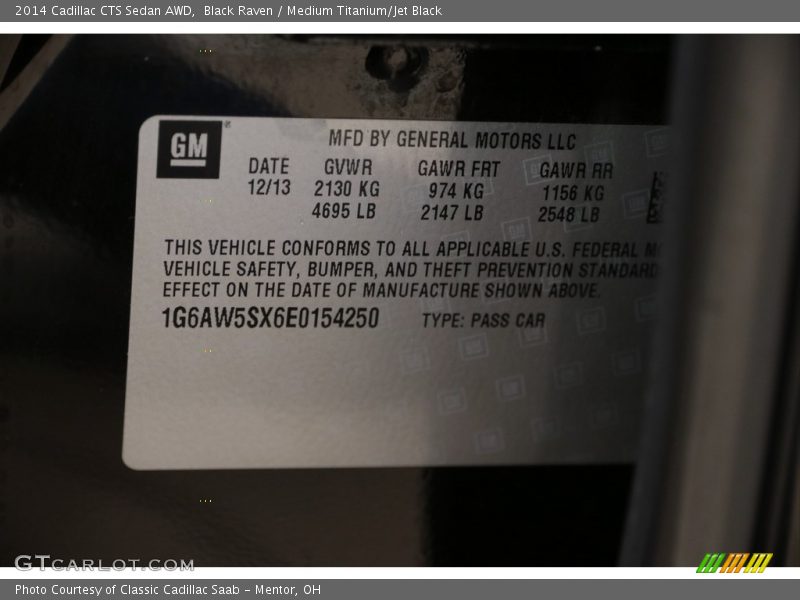 2014 Cadillac CTS Sedan AWD,  Black Raven / Medium Titanium/Jet Black
GM
MFD BY GENERAL MOTORS LLC
DATE GVWR GAWR FRT GAWR RR
12/13 2130 KG 974 KG 1156 KG
4695 LB 2147 LB 2548 LB
THIS VEHICLE CONFORMS TO ALL APPLICABLE U.S. FEDERAL
VEHICLE SAFETY, BUMPER, AND THEFT PREVENTION STANDARD
EFFECT ON THE DATE OF MANUFACTURE SHOWN ABOVE.
1G6AW5SX6E0154250 TYPE: PASS CAR
GTCARLOT.COM
Photo Courtesy of Classic Cadillac Saab – Mentor, OH